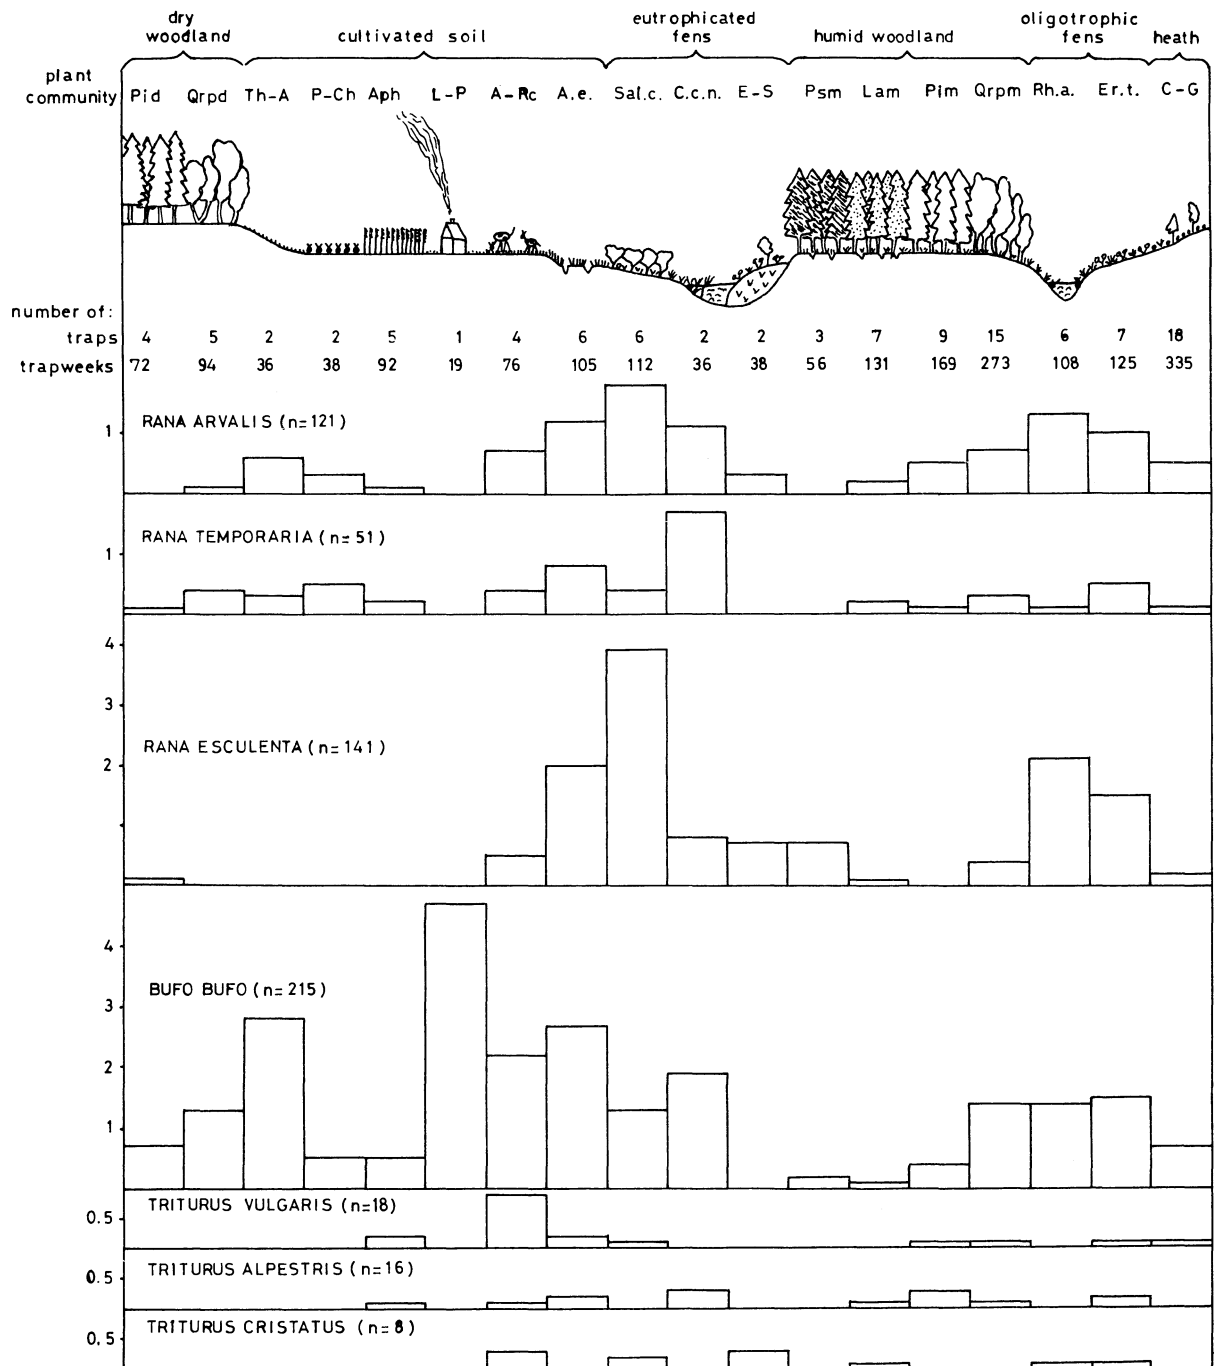 dry woodland cultivated soil eutrophicated fens humid woodland oligotrophic fens heath
plant community Pid Qrpd Th-A P-Ch Aph L-P A-Rc A.e. Sal.c. C.c.n. E-S Psm Lam Pim Qrpm Rh.a. Er.t. C-G
number of:
traps 4 5 2 2 5 1 4 6 6 2 2 3 7 9 15 6 7 18
trapweeks 72 94 36 38 92 19 76 105 112 36 38 56 131 169 273 108 125 335
RANA ARVALIS (n=121)
1
RANA TEMPORARIA (n=51)
1
4
3
RANA ESCULENTA (n=141)
2
4
BUFO BUFO (n=215)
3
2
1
TRITURUS VULGARIS (n=18)
0.5
TRITURUS ALPESTRIS (n=16)
0.5
TRITURUS CRISTATUS (n=8)
0.5